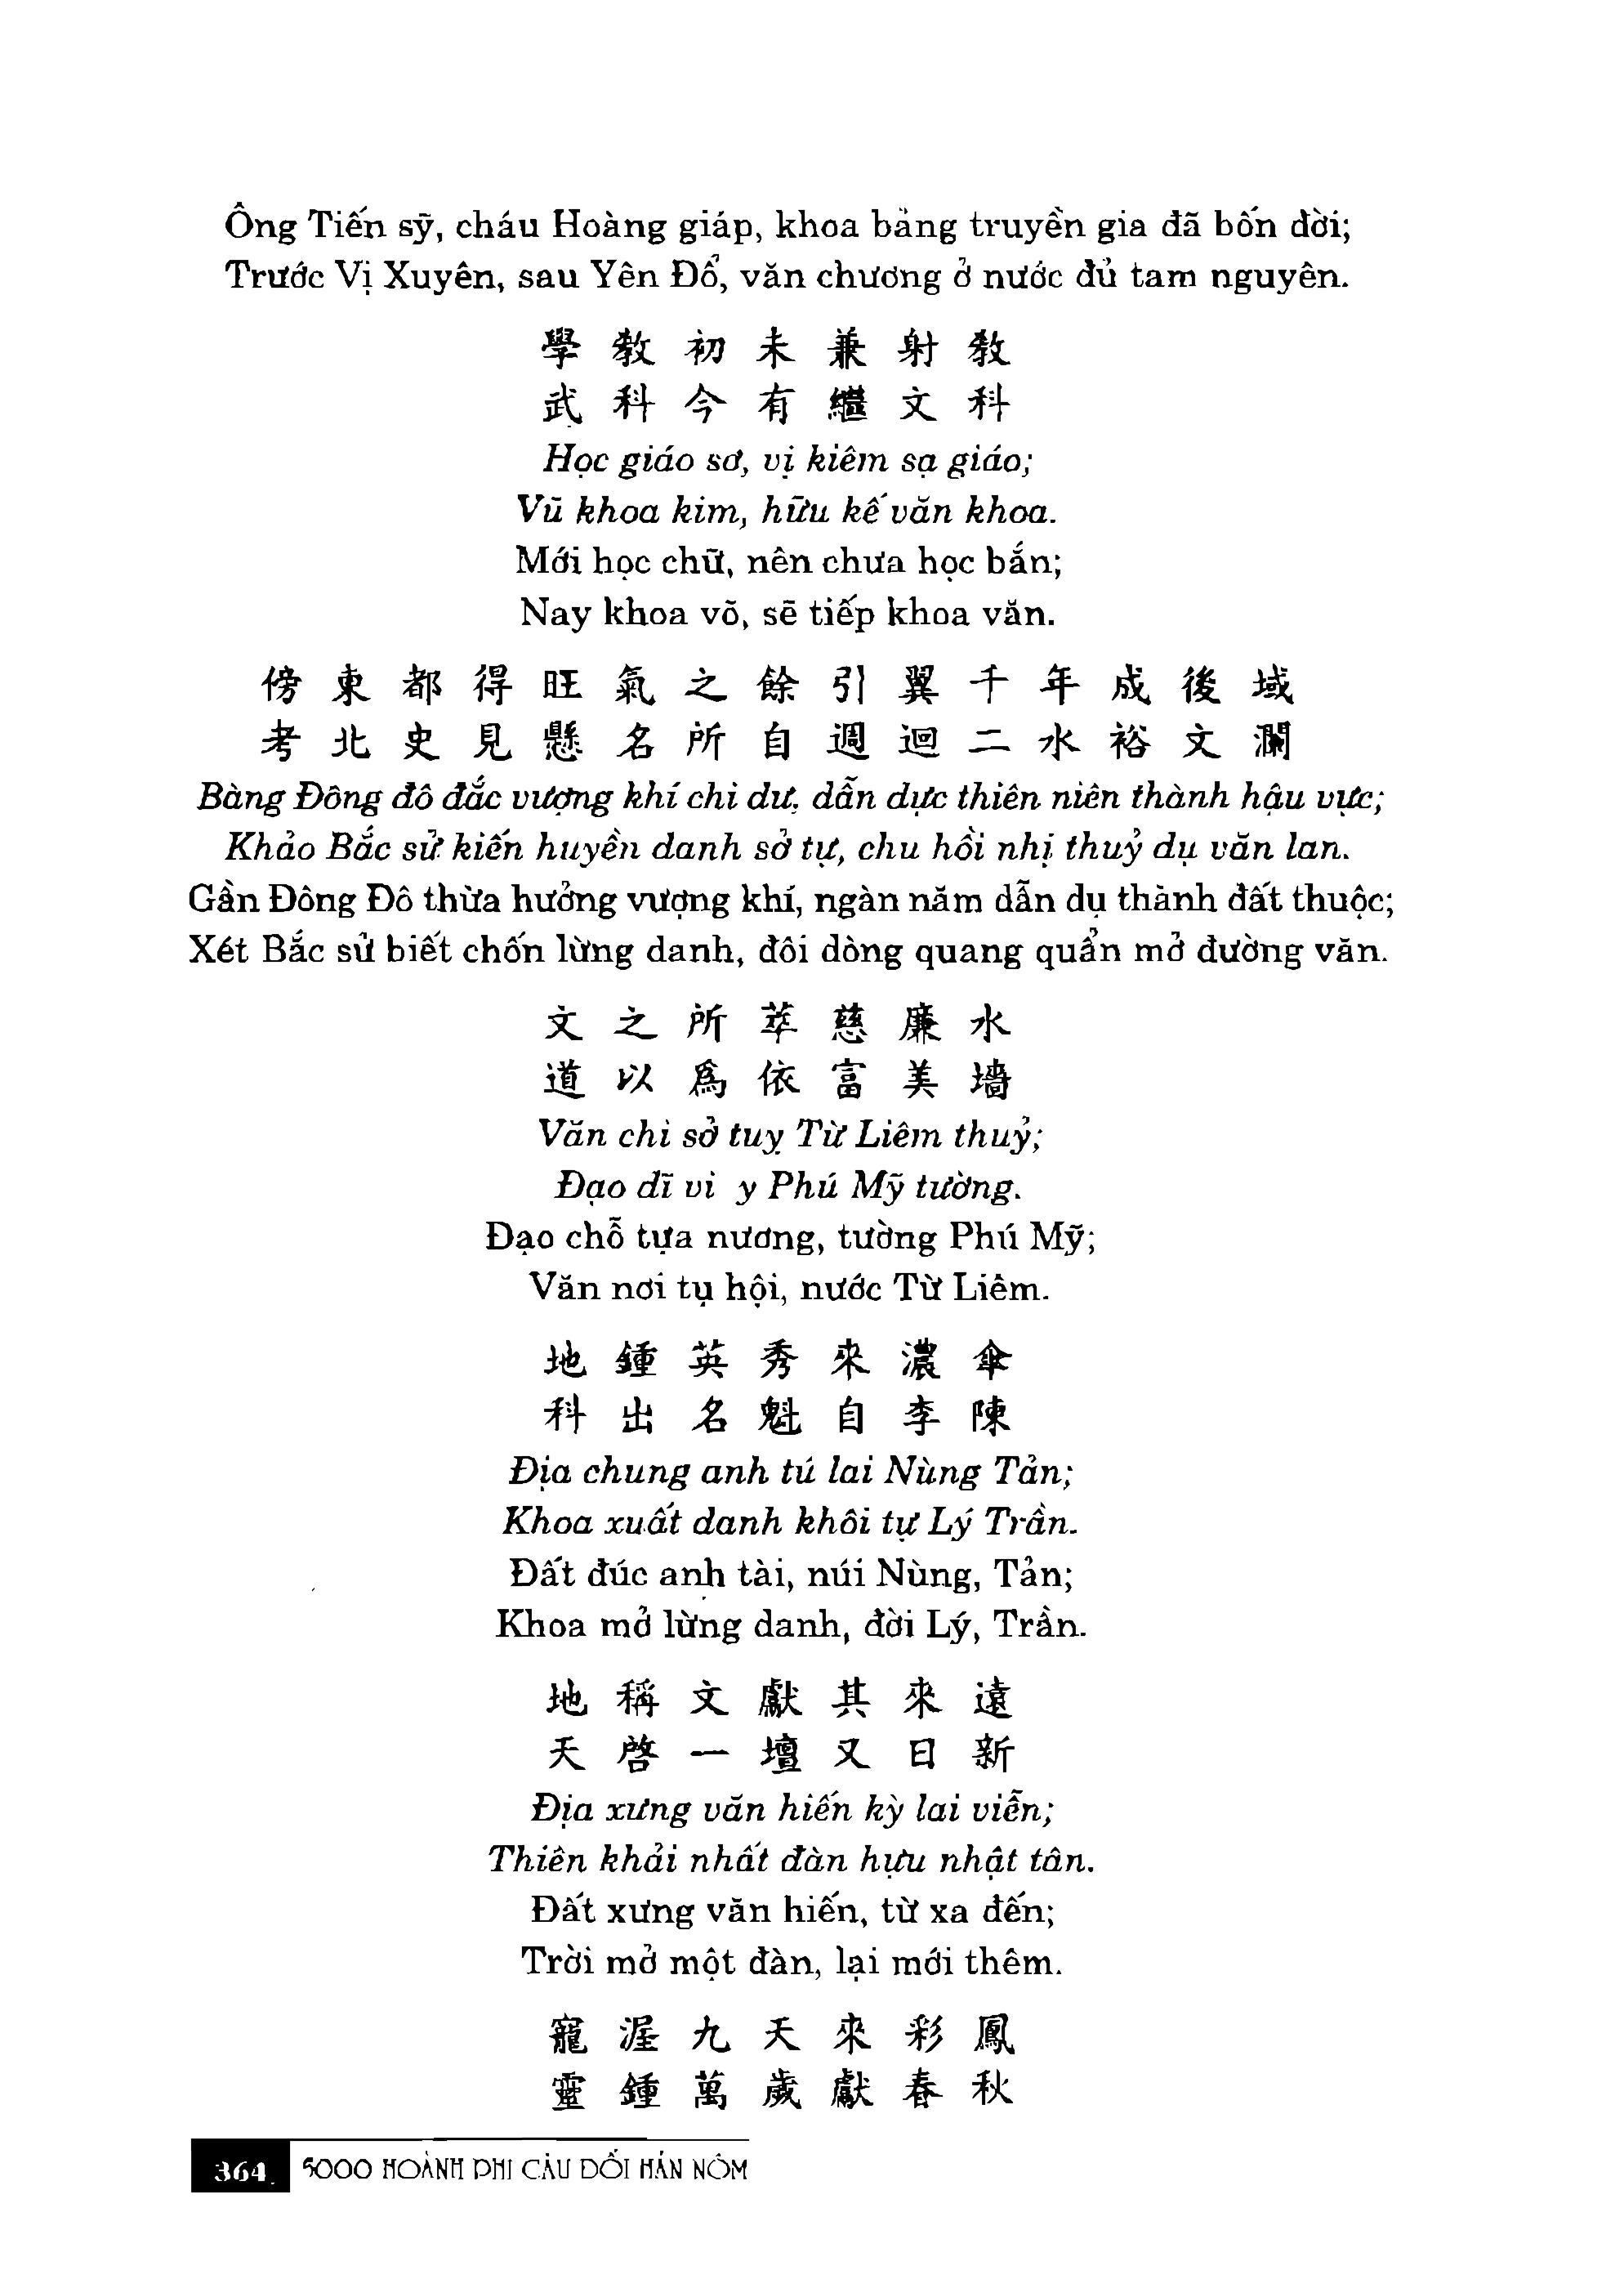 Ông Tiến sỹ, cháu Hoàng giáp, khoa bảng truyền gia đã bốn đời;
Trước Vị Xuyên, sau Yên Đổ, văn chương ở nước đủ tam nguyên.
學教初未兼射教
武科今有繼文科
Học giáo sơ, vị kiêm sạ giáo;
Vũ khoa kim, hữu kế văn khoa.
Mới học chữ, nên chưa học bắn;
Nay khoa võ, sẽ tiếp khoa văn.
傍東都得旺氣之餘引翼千年成後域
考北史見懸名所自週迴二水裕文瀾
Bàng Đông đô đắc vượng khí chi dư, dẫn dực thiên niên thành hậu vực;
Khảo Bắc sử kiến huyền danh sở tự, chu hồi nhị thuỷ dụ văn lan.
Gần Đông Đô thừa hưởng vượng khí, ngàn năm dẫn dụ thành đất thuộc;
Xét Bắc sử biết chốn lừng danh, đôi dòng quang quẩn mở đường văn.
文之所萃慈廉水
道以為依富美墻
Văn chi sở tuỵ Từ Liêm thuỷ;
Đạo dĩ vi y Phú Mỹ tường.
Đạo chỗ tựa nương, tường Phú Mỹ;
Văn nơi tụ hội, nước Từ Liêm.
地鍾英秀來濃傘
科出名魁自李陳
Địa chung anh tú lai Nùng Tản;
Khoa xuất danh khôi tự Lý Trần.
Đất đúc anh tài, núi Nùng, Tản;
Khoa mở lừng danh, đời Lý, Trần.
地稱文獻其來遠
天啓一壇又日新
Địa xưng văn hiến kỳ lai viễn;
Thiên khải nhất đàn hựu nhật tân.
Đất xưng văn hiến, từ xa đến;
Trời mở một đàn, lại mới thêm.
寵渥九天來彩鳳
靈鍾萬歲獻春秋
364 5000 HOÀNH PHI CÂU ĐỐI HÁN NÔM